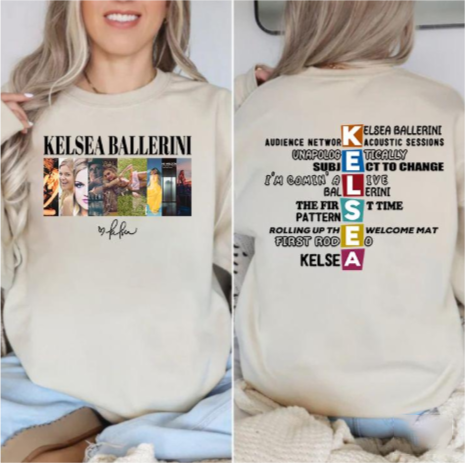 KELSEA BALLERINI
Kelsea
KELSEA BALLERINI
AUDIENCE NETWORK ACOUSTIC SESSIONS
UNAPOLOGETICALLY
SUBJECT TO CHANGE
I'M COMIN' ALIVE
BALLERINI
THE FIRST TIME
PATTERNS
ROLLING UP THE WELCOME MAT
FIRST RODEO
KELSEA